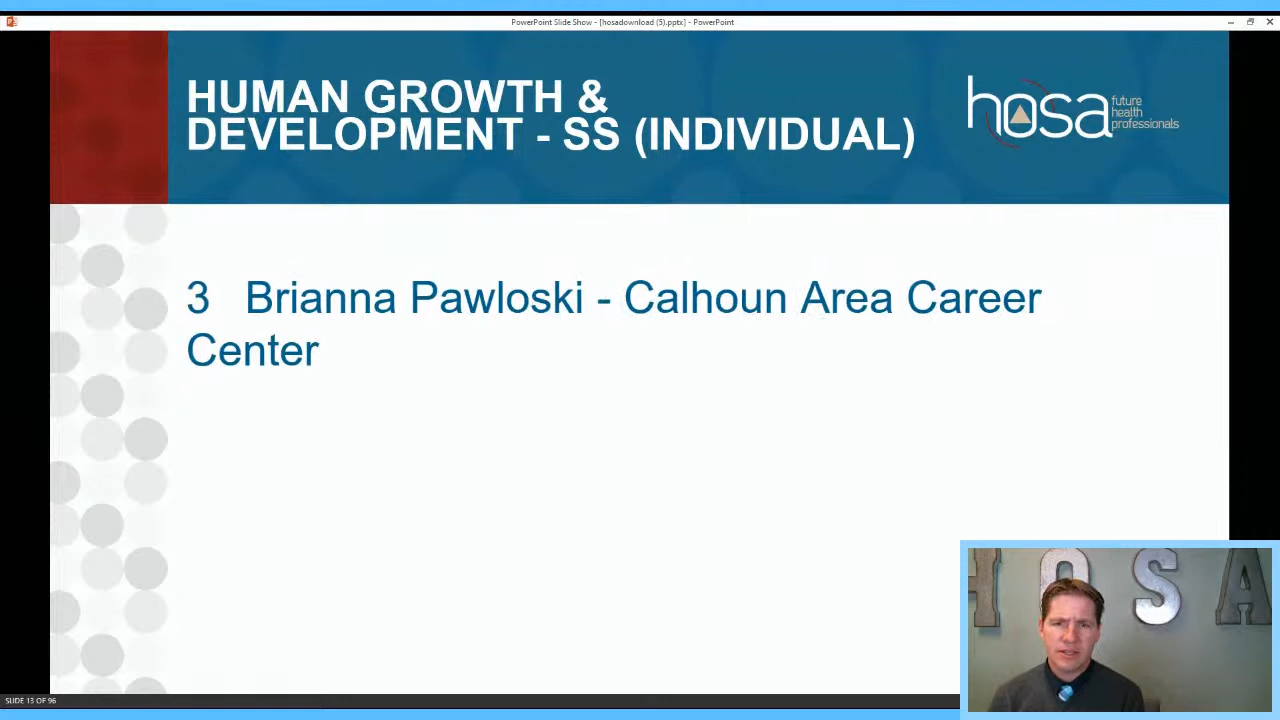 PowerPoint Slide Show - [hosadownload (5).pptx] - PowerPoint
HUMAN GROWTH &
DEVELOPMENT - SS (INDIVIDUAL)
hosa
future
health
professionals
3 Brianna Pawloski - Calhoun Area Career
Center
HOSA
SLIDE 13 OF 96